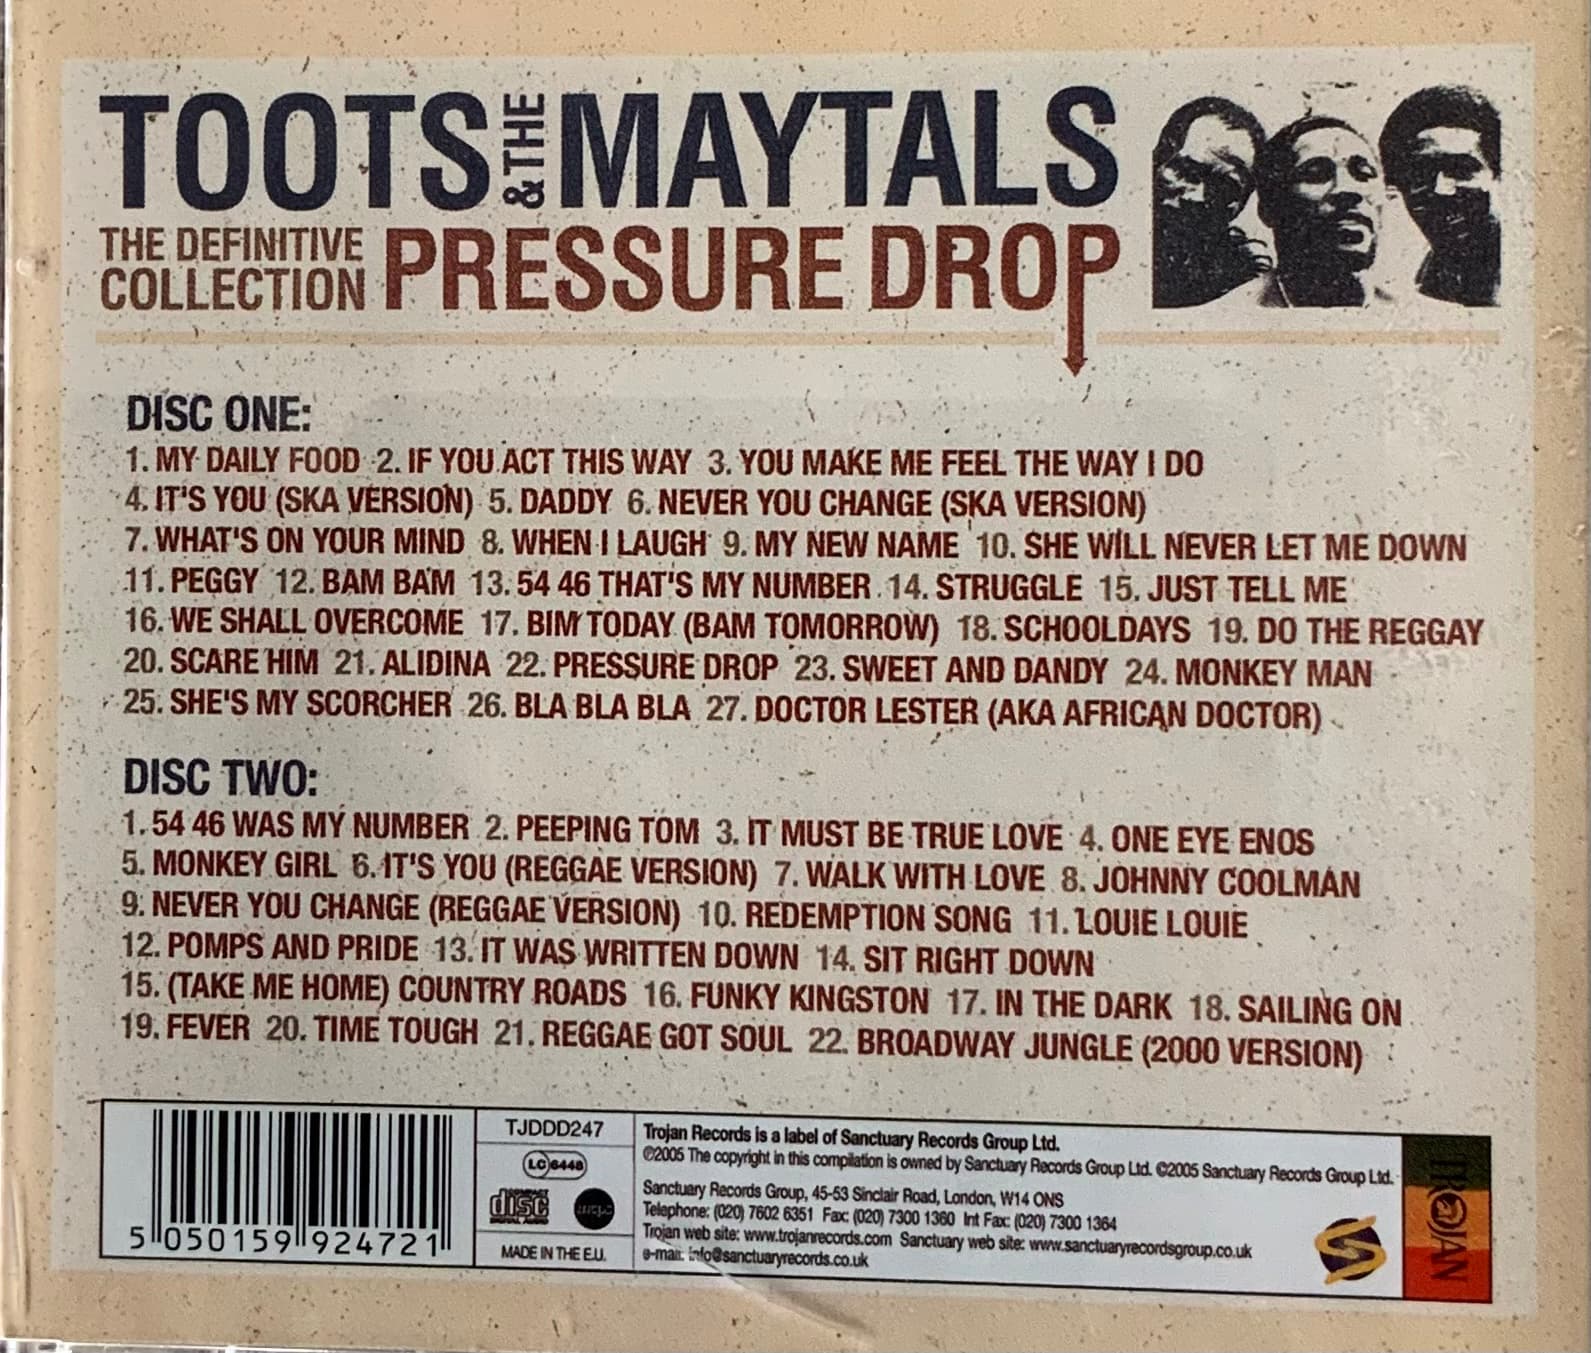 TOOTS & THE MAYTALS
THE DEFINITIVE COLLECTION PRESSURE DROP
DISC ONE:
1. MY DAILY FOOD 2. IF YOU ACT THIS WAY 3. YOU MAKE ME FEEL THE WAY I DO
4. IT'S YOU (SKA VERSION) 5. DADDY 6. NEVER YOU CHANGE (SKA VERSION)
7. WHAT'S ON YOUR MIND 8. WHEN I LAUGH 9. MY NEW NAME 10. SHE WILL NEVER LET ME DOWN
11. PEGGY 12. BAM BAM 13. 54 46 THAT'S MY NUMBER 14. STRUGGLE 15. JUST TELL ME
16. WE SHALL OVERCOME 17. BIM TODAY (BAM TOMORROW) 18. SCHOOLDAYS 19. DO THE REGGAY
20. SCARE HIM 21. ALIDINA 22. PRESSURE DROP 23. SWEET AND DANDY 24. MONKEY MAN
25. SHE'S MY SCORCHER 26. BLA BLA BLA 27. DOCTOR LESTER (AKA AFRICAN DOCTOR)
DISC TWO:
1. 54 46 WAS MY NUMBER 2. PEEPING TOM 3. IT MUST BE TRUE LOVE 4. ONE EYE ENOS
5. MONKEY GIRL 6. IT'S YOU (REGGAE VERSION) 7. WALK WITH LOVE 8. JOHNNY COOLMAN
9. NEVER YOU CHANGE (REGGAE VERSION) 10. REDEMPTION SONG 11. LOUIE LOUIE
12. POMPS AND PRIDE 13. IT WAS WRITTEN DOWN 14. SIT RIGHT DOWN
15. (TAKE ME HOME) COUNTRY ROADS 16. FUNKY KINGSTON 17. IN THE DARK 18. SAILING ON
19. FEVER 20. TIME TOUGH 21. REGGAE GOT SOUL 22. BROADWAY JUNGLE (2000 VERSION)
5 050159 924721
TJDDD247
LC 6448
COMPACT
disc
DIGITAL AUDIO
MADE IN THE E.U.
Trojan Records is a label of Sanctuary Records Group Ltd.
℗2005 The copyright in this compilation is owned by Sanctuary Records Group Ltd. ©2005 Sanctuary Records Group Ltd.
Sanctuary Records Group, 45-53 Sinclair Road, London, W14 ONS
Telephone: (020) 7602 6351 Fax: (020) 7300 1360 Int Fax: (020) 7300 1364
Trojan web site: www.trojanrecords.com Sanctuary web site: www.sanctuaryrecordsgroup.co.uk
e-mail: info@sanctuaryrecords.co.uk
TROJAN